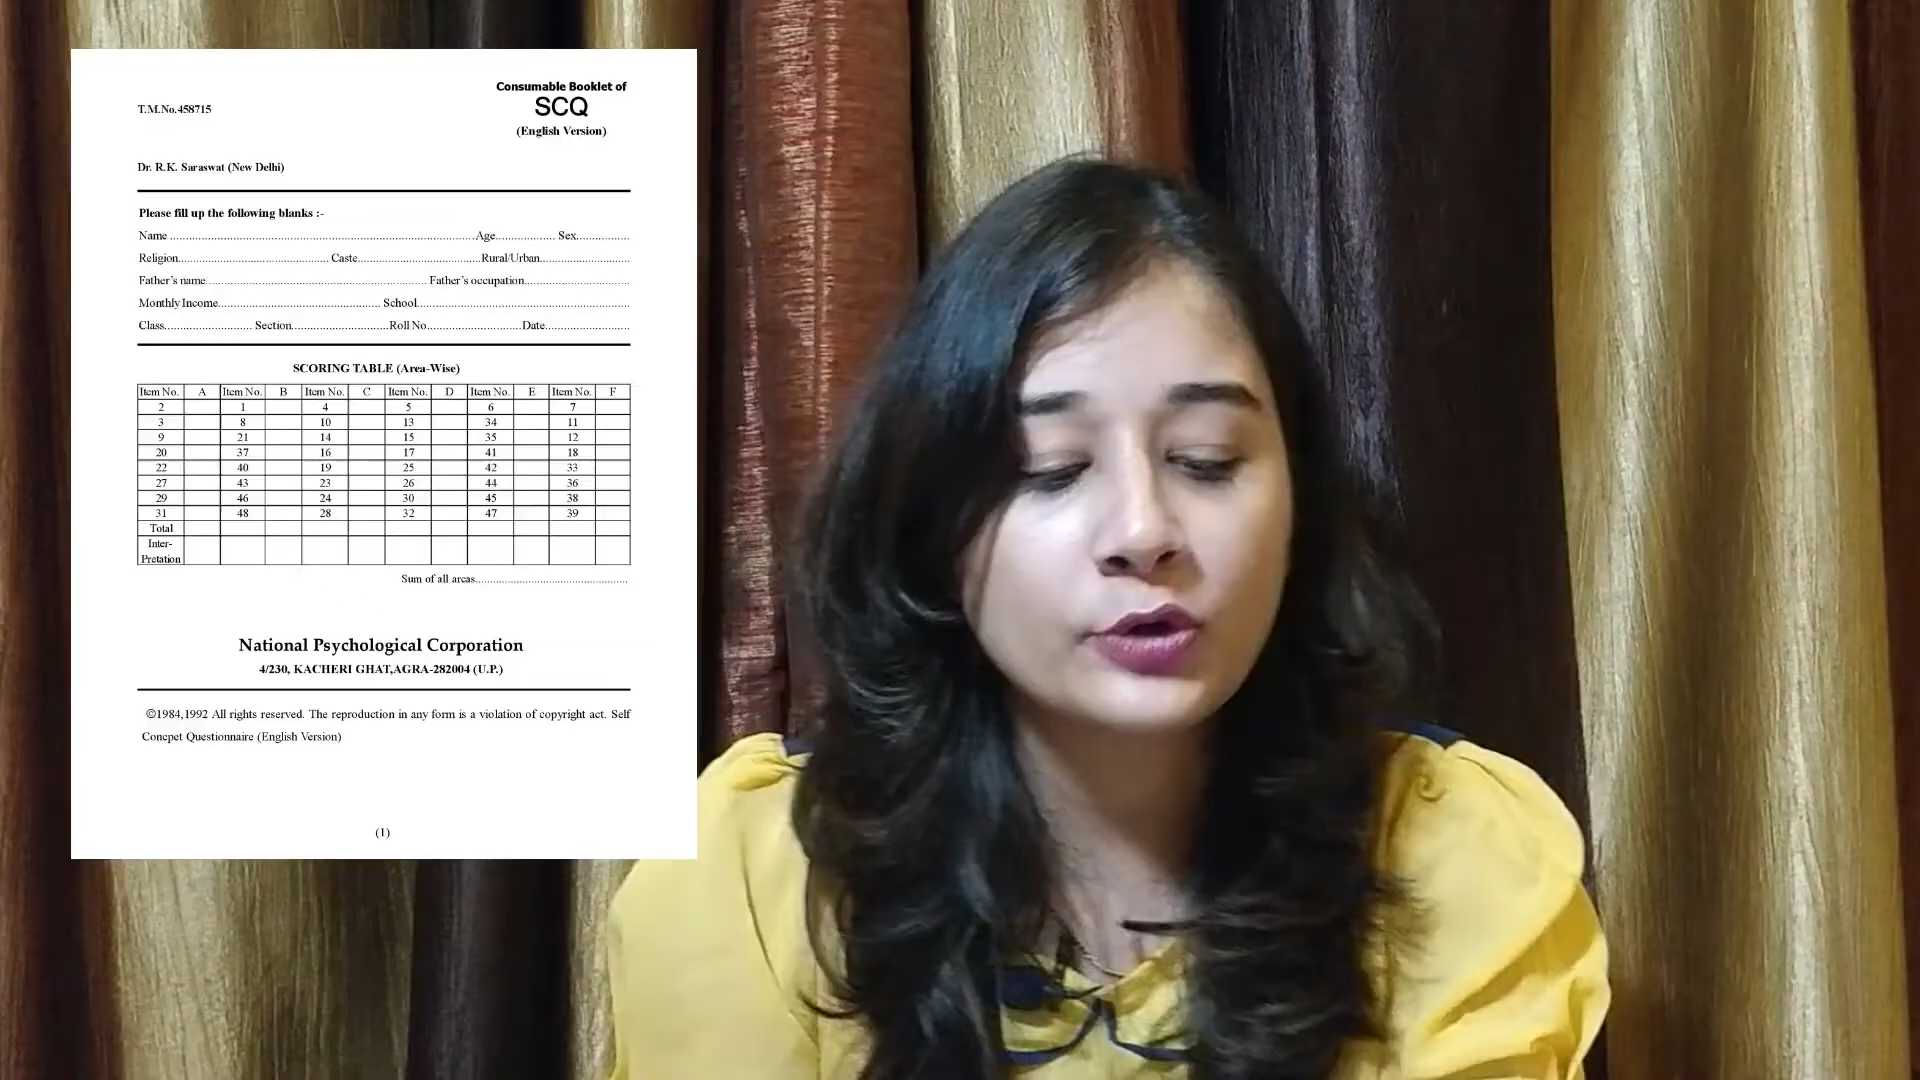 Consumable Booklet of
T.M.No.458715
SCQ
(English Version)
Dr. R.K. Saraswat (New Delhi)
Please fill up the following blanks :-
Name ................................................................................Age................ Sex..............
Religion....................................... Caste................................Rural/Urban........................
Father’s name.......................................................... Father’s occupation............................
Monthly Income.......................................... School........................................................
Class....................... Section.........................Roll No.........................Date......................
SCORING TABLE (Area-Wise)
Item No. A Item No. B Item No. C Item No. D Item No. E Item No. F
2 1 4 5 6 7
3 8 10 13 34 11
9 21 14 15 35 12
20 37 16 17 41 18
22 40 19 25 42 33
27 43 23 26 44 36
29 46 24 30 45 38
31 48 28 32 47 39
Total
Inter-
Pretation
Sum of all areas..................................................
National Psychological Corporation
4/230, KACHERI GHAT,AGRA-282004 (U.P.)
©1984,1992 All rights reserved. The reproduction in any form is a violation of copyright act. Self
Concpet Questionnaire (English Version)
(1)